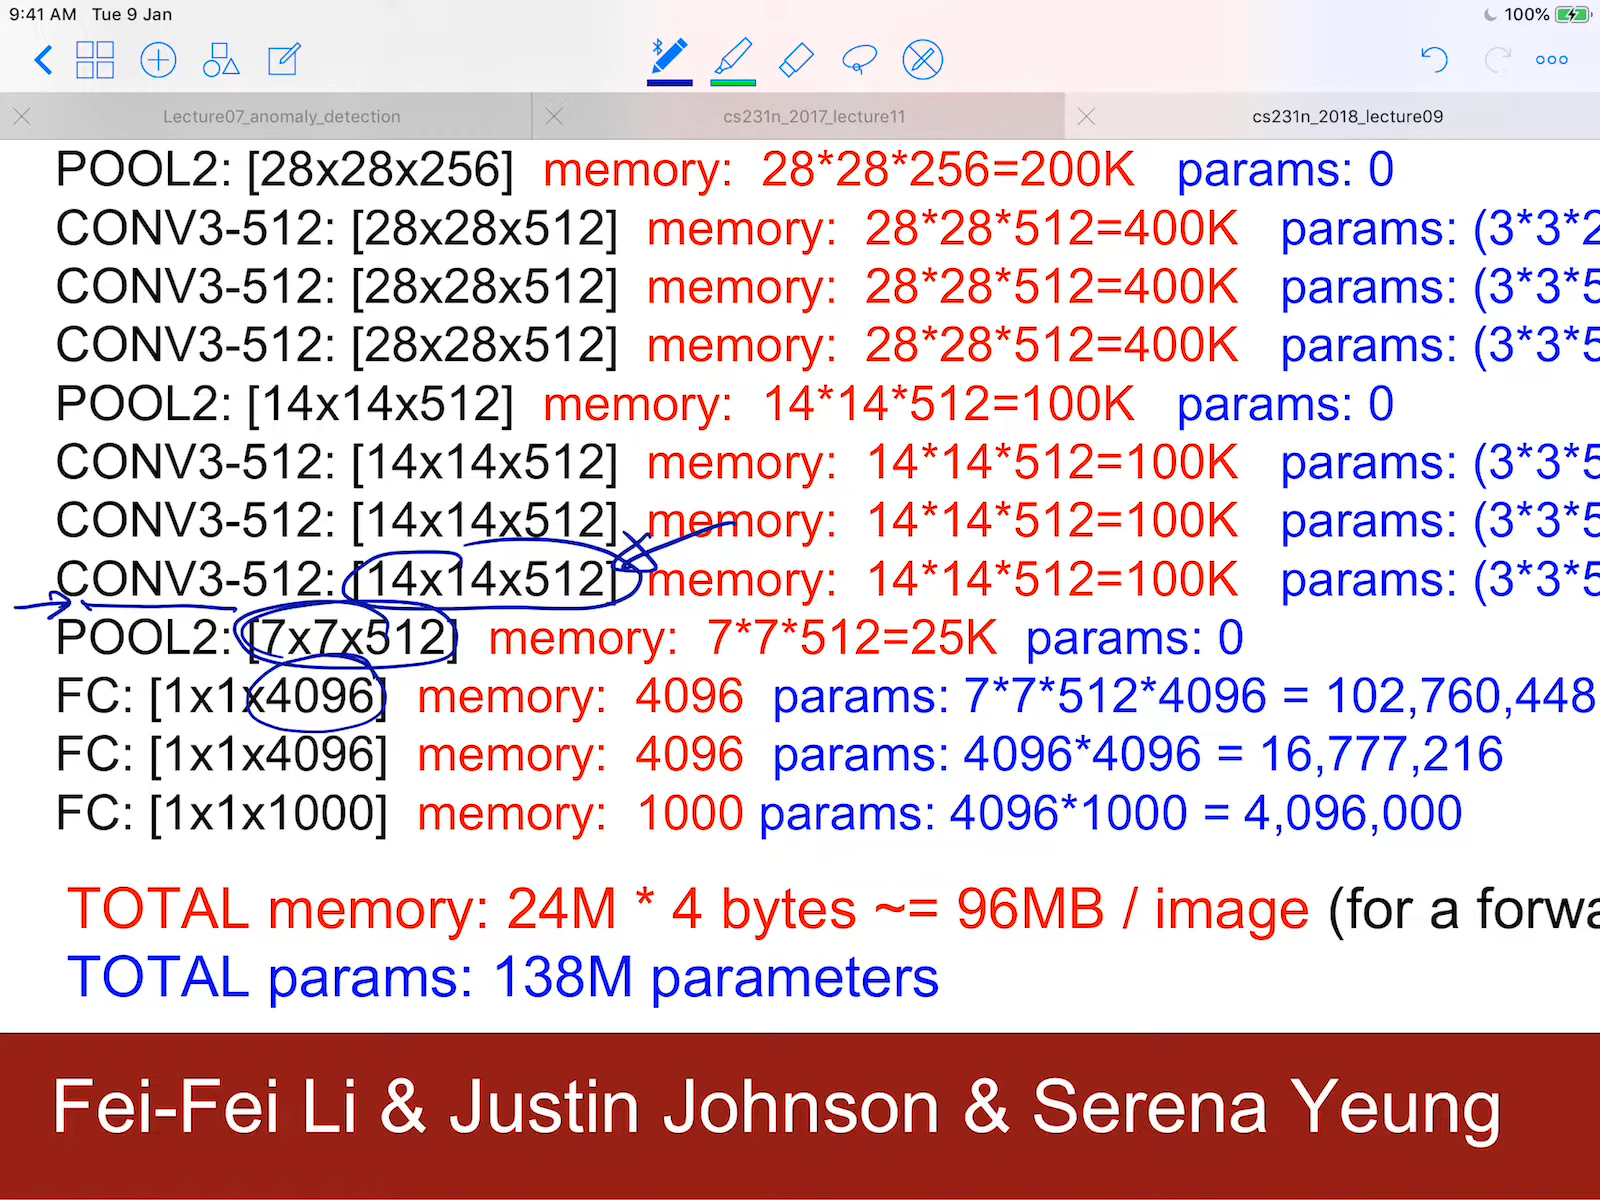 9:41 AM Tue 9 Jan 100%
Lecture07_anomaly_detection cs231n_2017_lecture11 cs231n_2018_lecture09
POOL2: [28x28x256] memory: 28*28*256=200K params: 0
CONV3-512: [28x28x512] memory: 28*28*512=400K params: (3*3*2
CONV3-512: [28x28x512] memory: 28*28*512=400K params: (3*3*5
CONV3-512: [28x28x512] memory: 28*28*512=400K params: (3*3*5
POOL2: [14x14x512] memory: 14*14*512=100K params: 0
CONV3-512: [14x14x512] memory: 14*14*512=100K params: (3*3*5
CONV3-512: [14x14x512] memory: 14*14*512=100K params: (3*3*5
CONV3-512: [14x14x512] memory: 14*14*512=100K params: (3*3*5
POOL2: [7x7x512] memory: 7*7*512=25K params: 0
FC: [1x1x4096] memory: 4096 params: 7*7*512*4096 = 102,760,448
FC: [1x1x4096] memory: 4096 params: 4096*4096 = 16,777,216
FC: [1x1x1000] memory: 1000 params: 4096*1000 = 4,096,000
TOTAL memory: 24M * 4 bytes ~= 96MB / image (for a forwa
TOTAL params: 138M parameters
Fei-Fei Li & Justin Johnson & Serena Yeung